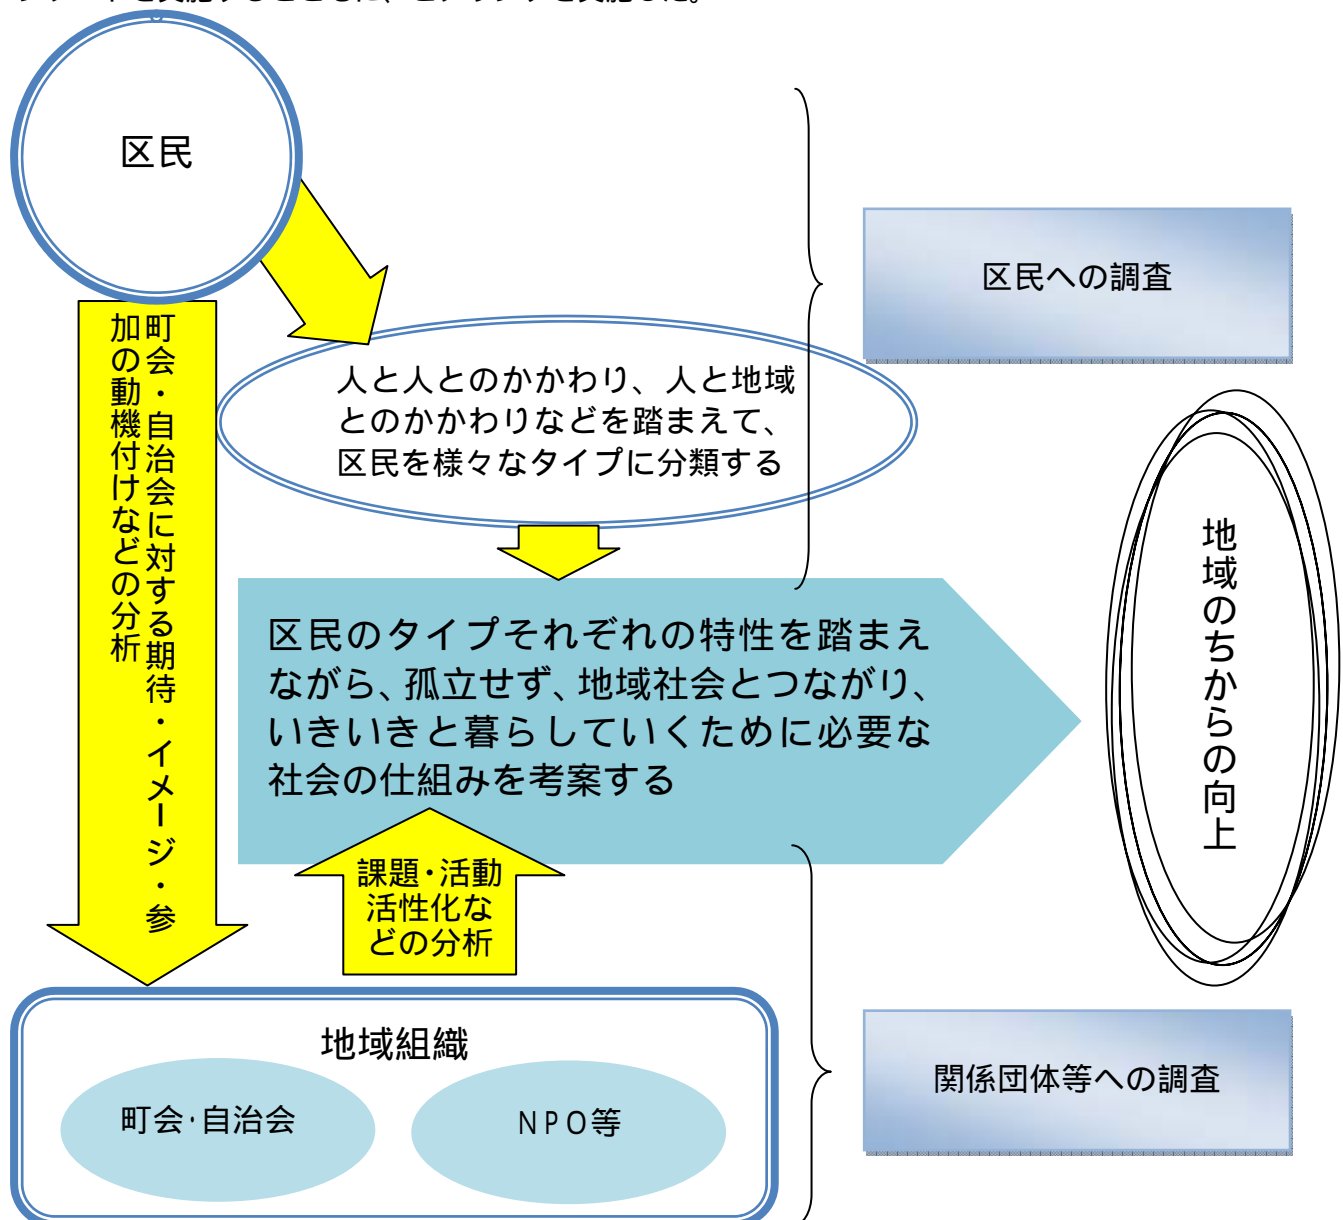 区民
区民への調査
町会・自治会に対する期待・イメージ・参
加の動機付けなどの分析
人と人とのかかわり、人と地域
とのかかわりなどを踏まえて、
区民を様々なタイプに分類する
区民のタイプそれぞれの特性を踏まえ
ながら、孤立せず、地域社会とつながり、
いきいきと暮らしていくために必要な
社会の仕組みを考案する
地域のちからの向上
課題・活動
活性化な
どの分析
地域組織
町会・自治会
NPO等
関係団体等への調査